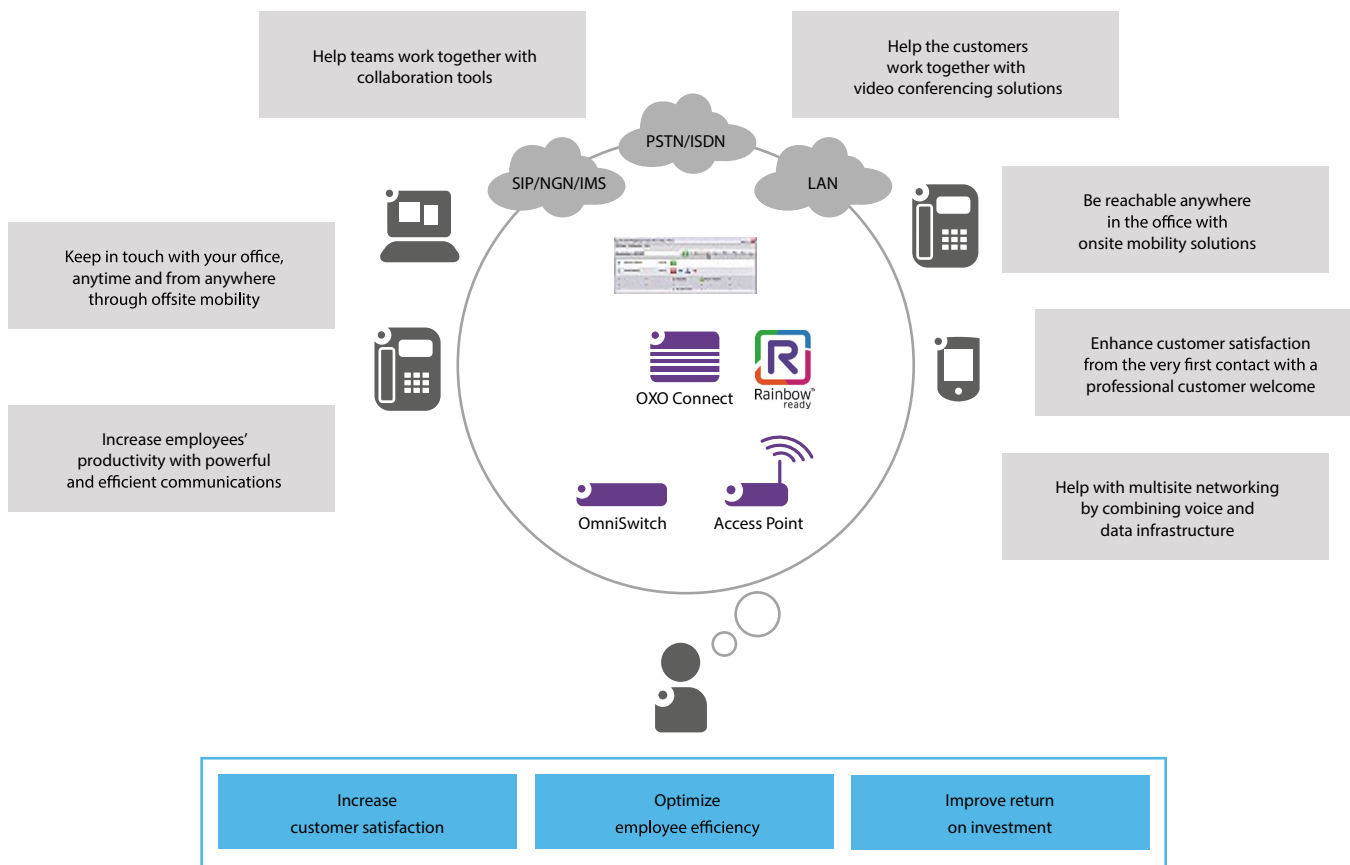 Help teams work together with
collaboration tools
Help the customers
work together with
video conferencing solutions
PSTN/ISDN
SIP/NGN/IMS
LAN
Keep in touch with your office,
anytime and from anywhere
through offsite mobility
Be reachable anywhere
in the office with
onsite mobility solutions
Increase employees’
productivity with powerful
and efficient communications
Enhance customer satisfaction
from the very first contact with a
professional customer welcome
Help with multisite networking
by combining voice and
data infrastructure
R
OXO Connect
Rainbow™
ready
OmniSwitch
Access Point
Increase
customer satisfaction
Optimize
employee efficiency
Improve return
on investment